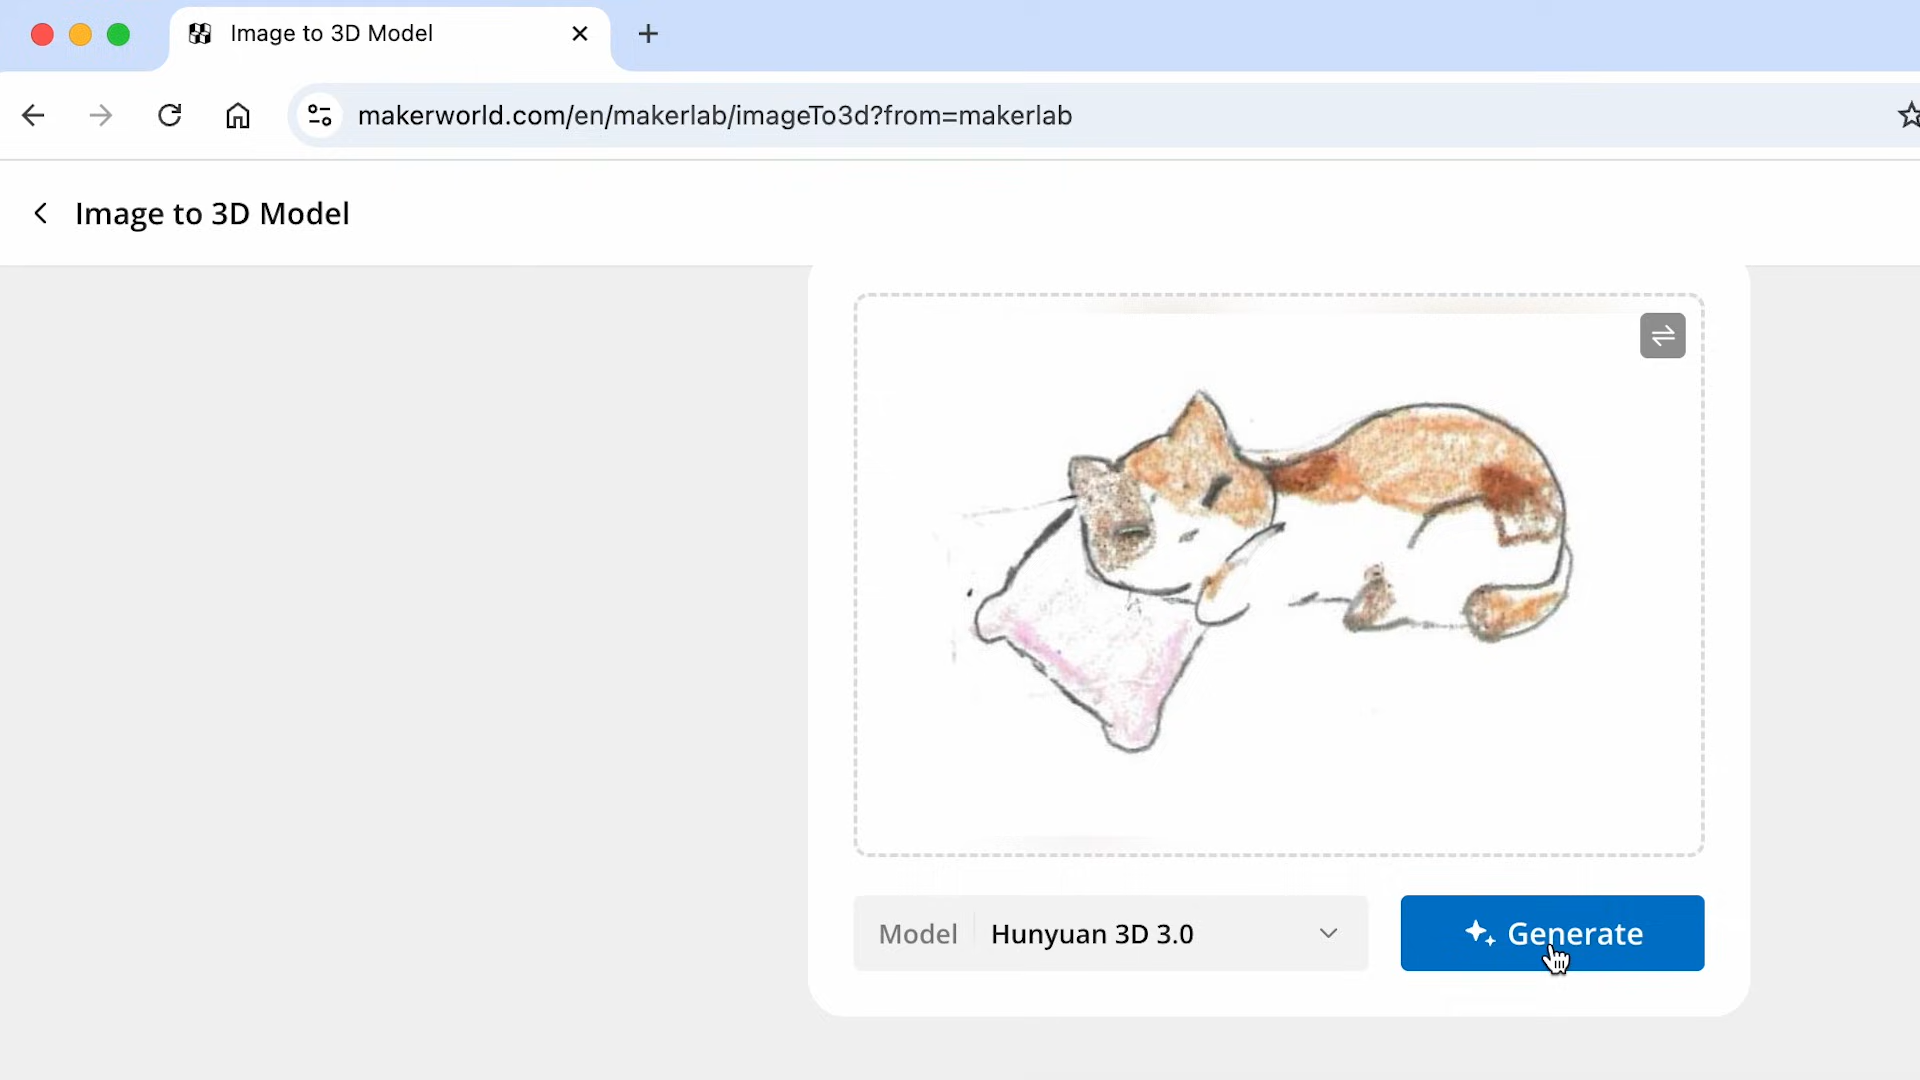 Image to 3D Model
makerworld.com/en/makerlab/imageTo3d?from=makerlab
Image to 3D Model
Model Hunyuan 3D 3.0
Generate